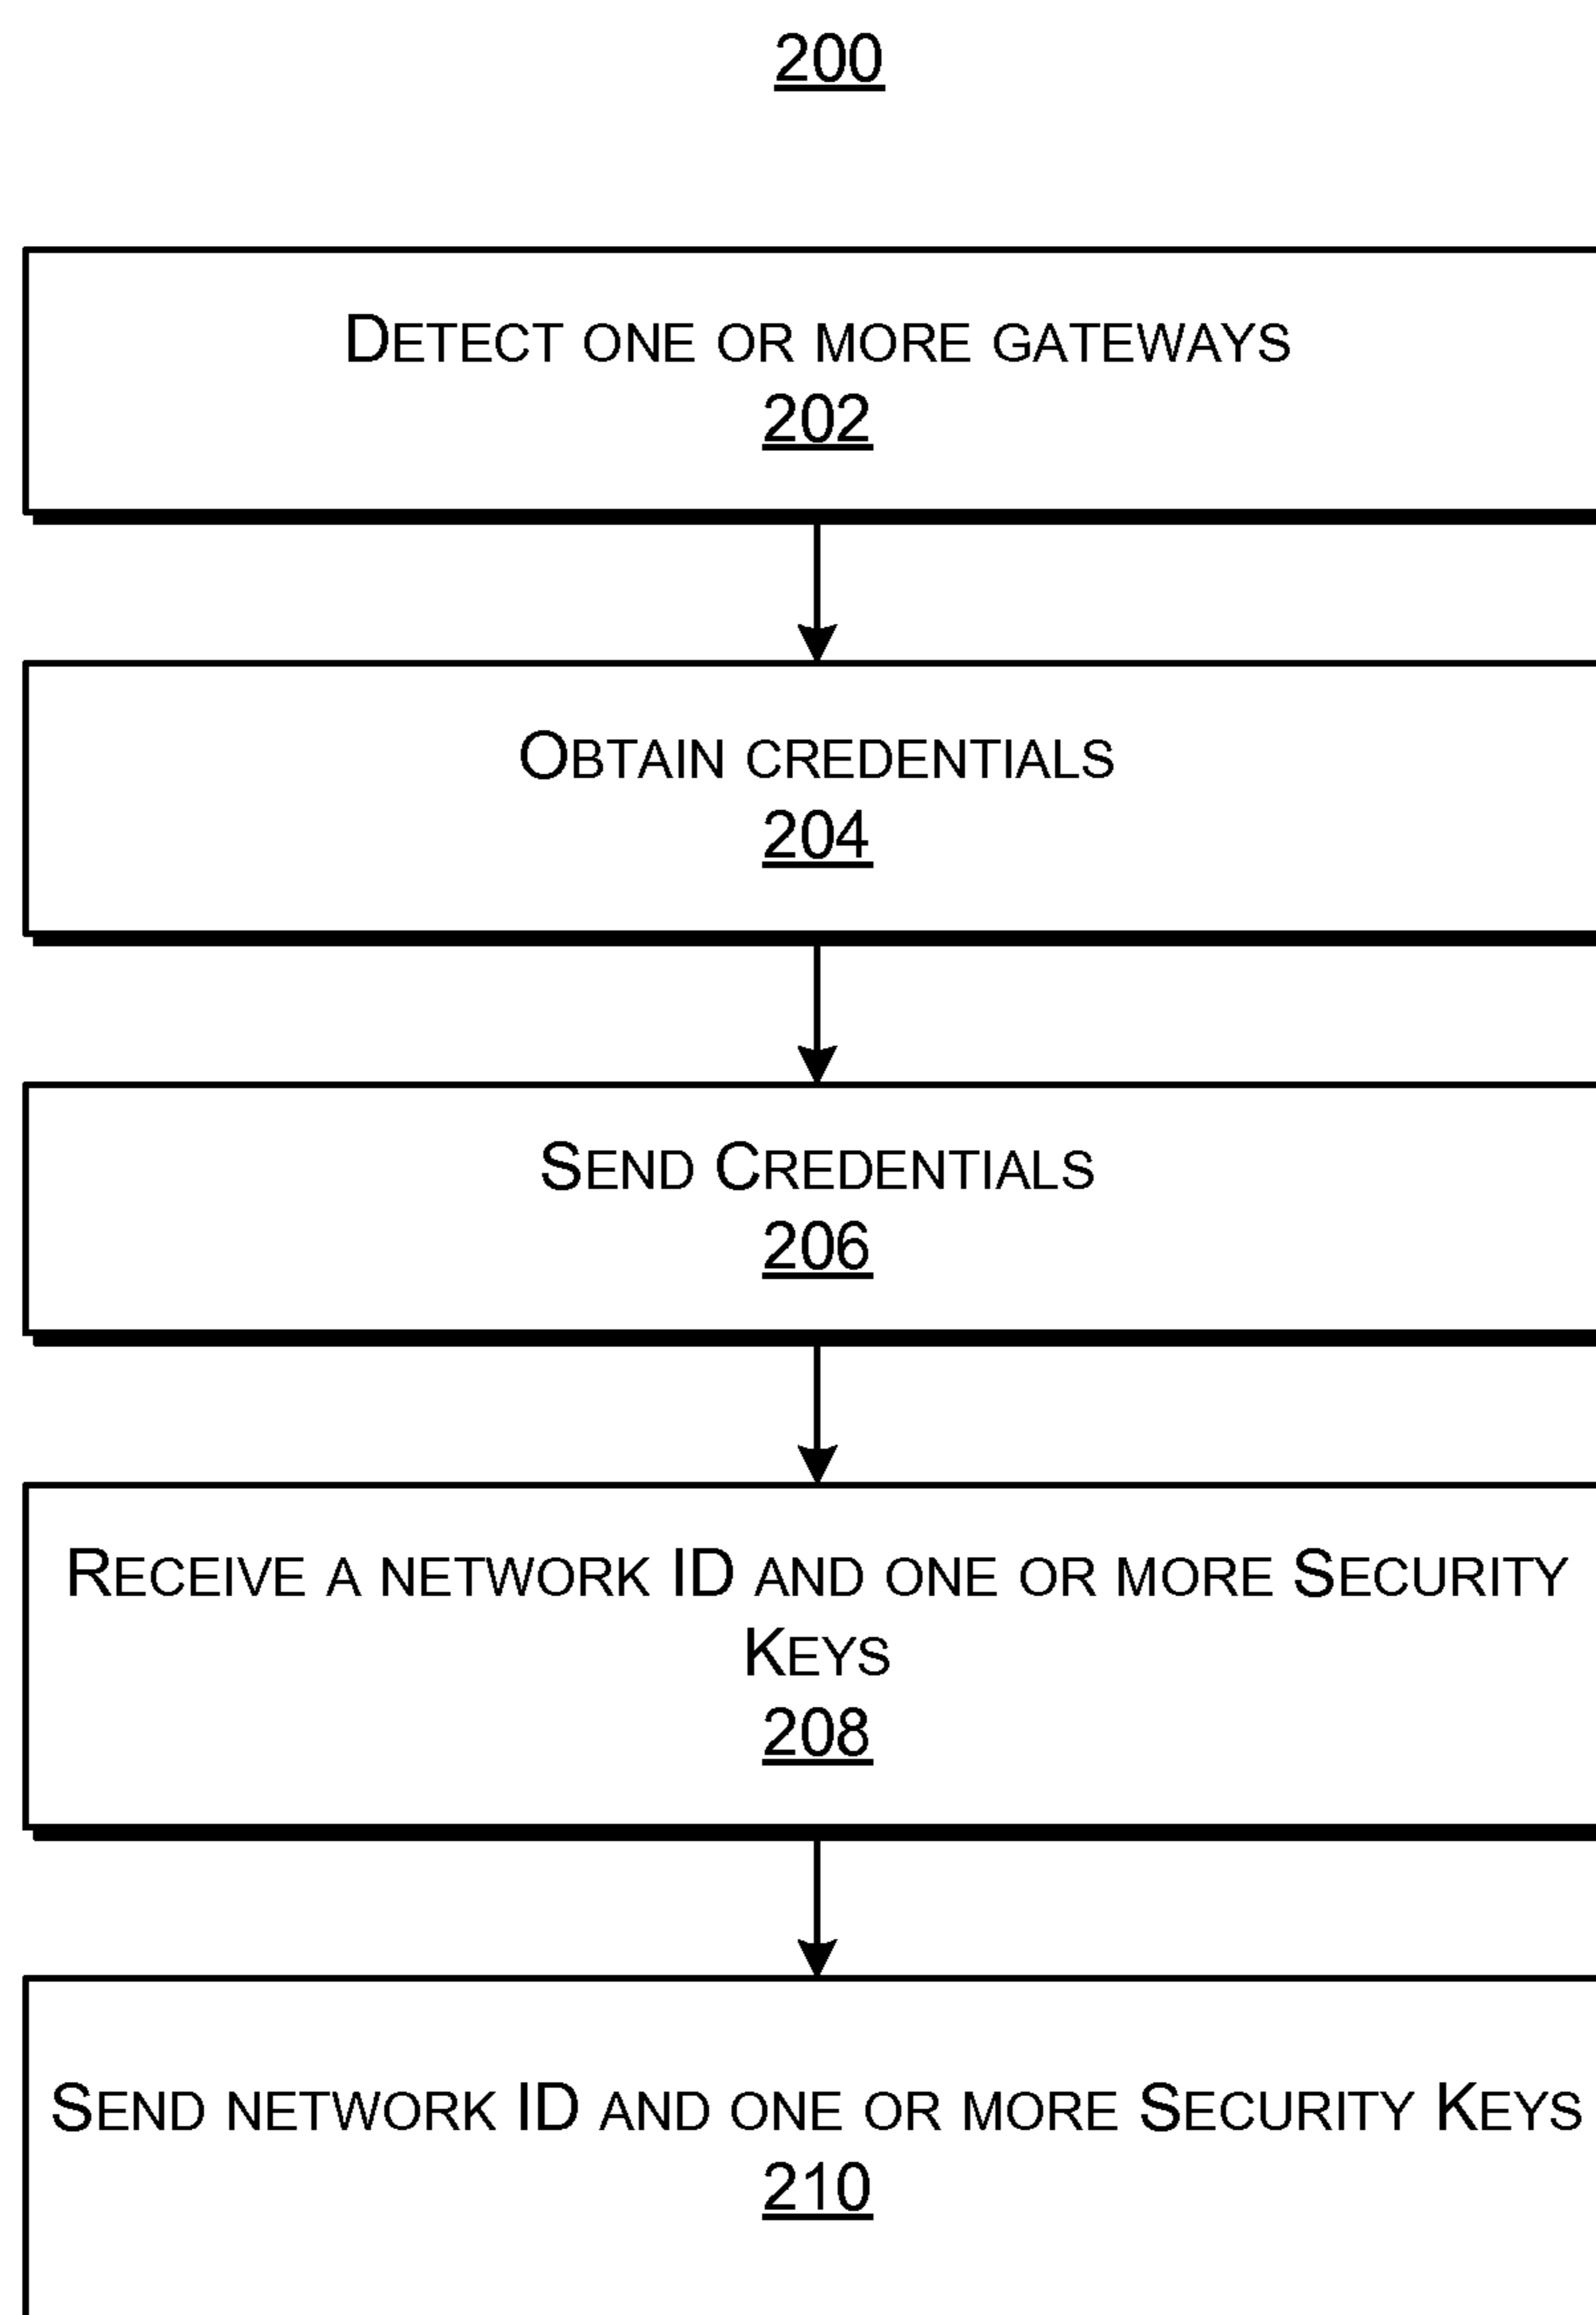 200
Detect one or more gateways
202
Obtain credentials
204
Send Credentials
206
Receive a network ID and one or more Security
Keys
208
Send network ID and one or more Security Keys
210